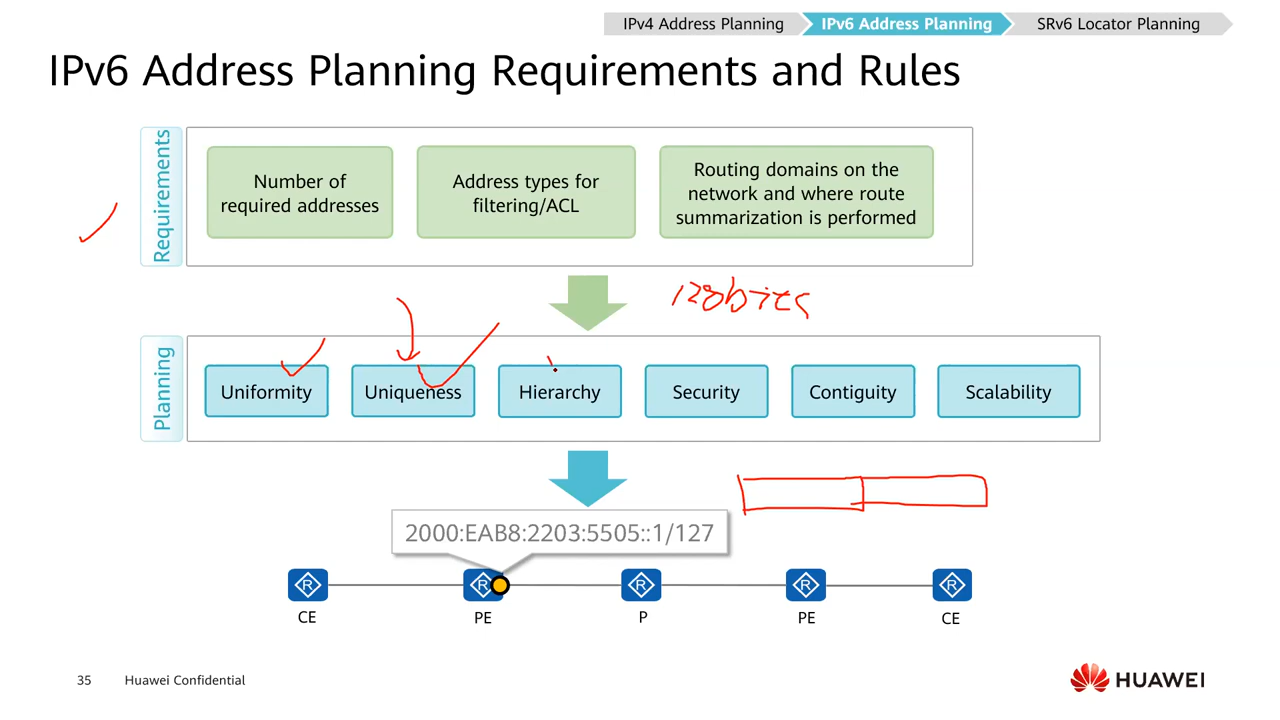 IPv4 Address Planning
IPv6 Address Planning
SRv6 Locator Planning
IPv6 Address Planning Requirements and Rules
Requirements
Number of
required addresses
Address types for
filtering/ACL
Routing domains on the
network and where route
summarization is performed
128bits
Planning
Uniformity
Uniqueness
Hierarchy
Security
Contiguity
Scalability
2000:EAB8:2203:5505::1/127
R
R
R
R
R
CE
PE
P
PE
CE
35
Huawei Confidential
HUAWEI